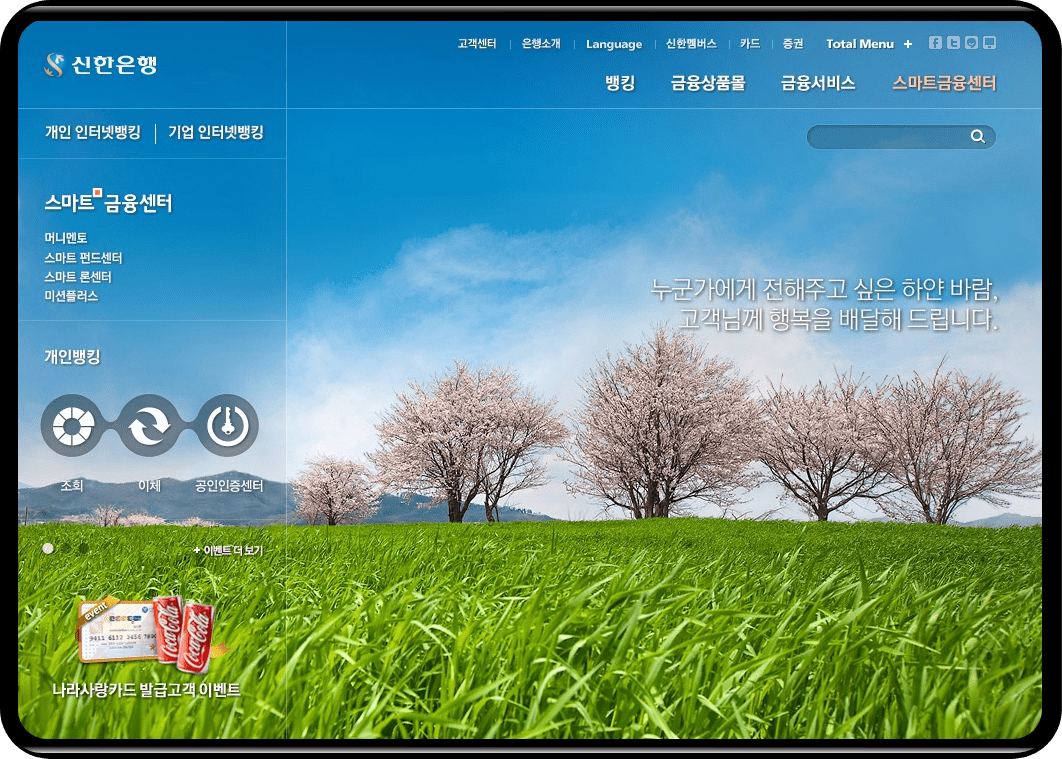 신한은행
고객센터 | 은행소개 | Language | 신한멤버스 | 카드 | 증권 Total Menu +
뱅킹 금융상품몰 금융서비스 스마트금융센터
개인 인터넷뱅킹 | 기업 인터넷뱅킹
스마트 금융센터
머니멘토
스마트 펀드센터
스마트 론센터
미션플러스
누군가에게 전해주고 싶은 하얀 바람,
고객님께 행복을 배달해 드립니다.
개인뱅킹
조회 이체 공인인증센터
+ 이벤트 더 보기
event
9411 6132 3456 7890
Coca-Cola
Coca-Cola
나라사랑카드 발급고객 이벤트